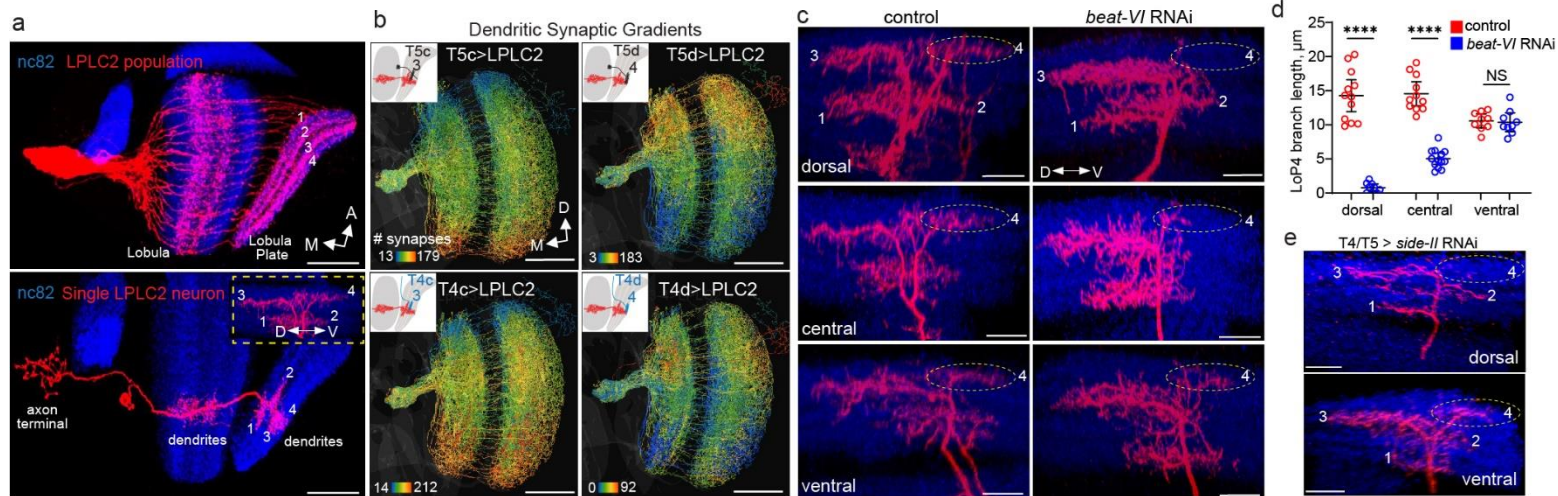 a
nc82 LPLC2 population
1
2
3
4
Lobula
Lobula
Plate
A
M
nc82 Single LPLC2 neuron
3
4
1
2
D V
axon
terminal
dendrites
dendrites
2
4
1
3
b
Dendritic Synaptic Gradients
T5c
3
T5c>LPLC2
# synapses
13 179
D
M
T5d
4
T5d>LPLC2
3 183
T4c
3
T4c>LPLC2
14 212
T4d
4
T4d>LPLC2
0 92
c
control
beat-VI RNAi
3
4
1
2
dorsal
3
4
1
2
D V
4
central
4
4
ventral
4
d
LoP4 branch length, µm
25
20
15
10
5
0
**** ****
NS
control
beat-VI RNAi
dorsal central ventral
e
T4/T5 > side-II RNAi
3
4
1
2
dorsal
3
4
1
2
ventral